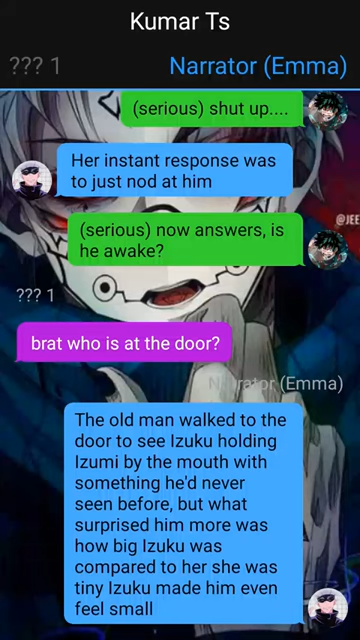 Kumar Ts
??? 1
Narrator (Emma)
(serious) shut up....
Her instant response was
to just nod at him
@JEE
(serious) now answers, is
he awake?
??? 1
brat who is at the door?
Narrator (Emma)
The old man walked to the
door to see Izuku holding
Izumi by the mouth with
something he'd never
seen before, but what
surprised him more was
how big Izuku was
compared to her she was
tiny Izuku made him even
feel small